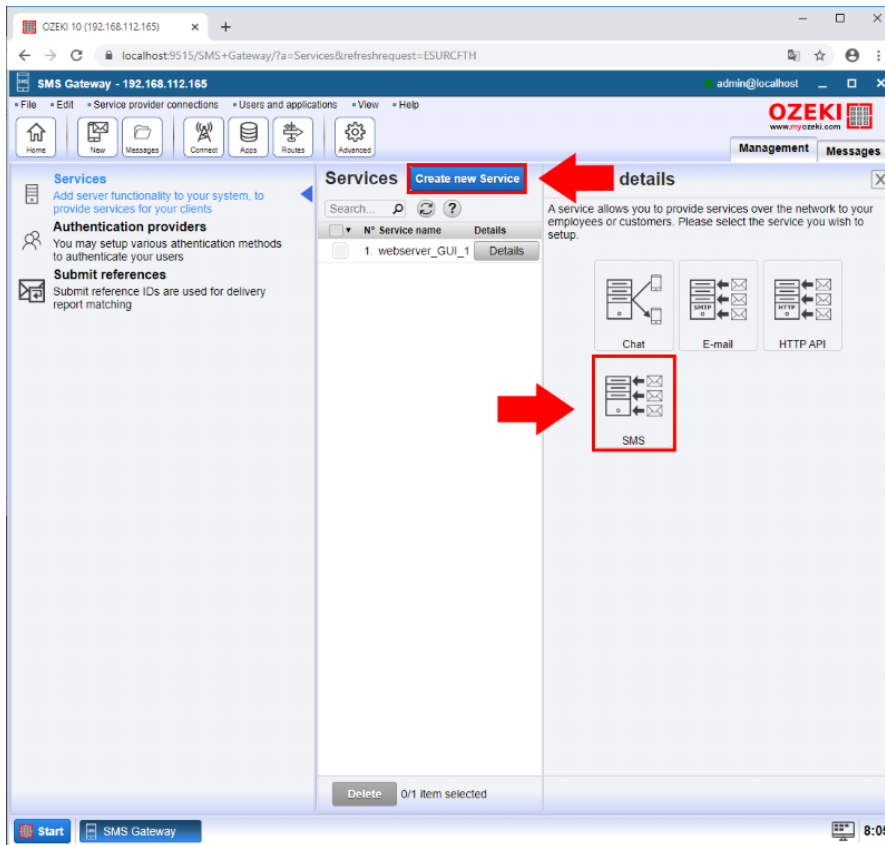 OZEKI 10 (192.168.112.165)
localhost:9515/SMS+Gateway/?a=Services&refreshrequest=ESURCFTH
SMS Gateway - 192.168.112.165
admin@localhost
File
Edit
Service provider connections
Users and applications
View
Help
OZEKI
www.myozeki.com
Home
New
Messages
Connect
Apps
Routes
Advanced
Management
Messages
Services
Add server functionality to your system, to
provide services for your clients
Authentication providers
You may setup various athentication methods
to authenticate your users
Submit references
Submit reference IDs are used for delivery
report matching
Services
Create new Service
Search...
?
N° Service name
Details
1. webserver_GUI_1
Details
Delete
0/1 item selected
details
X
A service allows you to provide services over the network to your
employees or customers. Please select the service you wish to
setup.
Chat
SMTP
E-mail
HTTP
HTTP API
SMS
Start
SMS Gateway
8:05